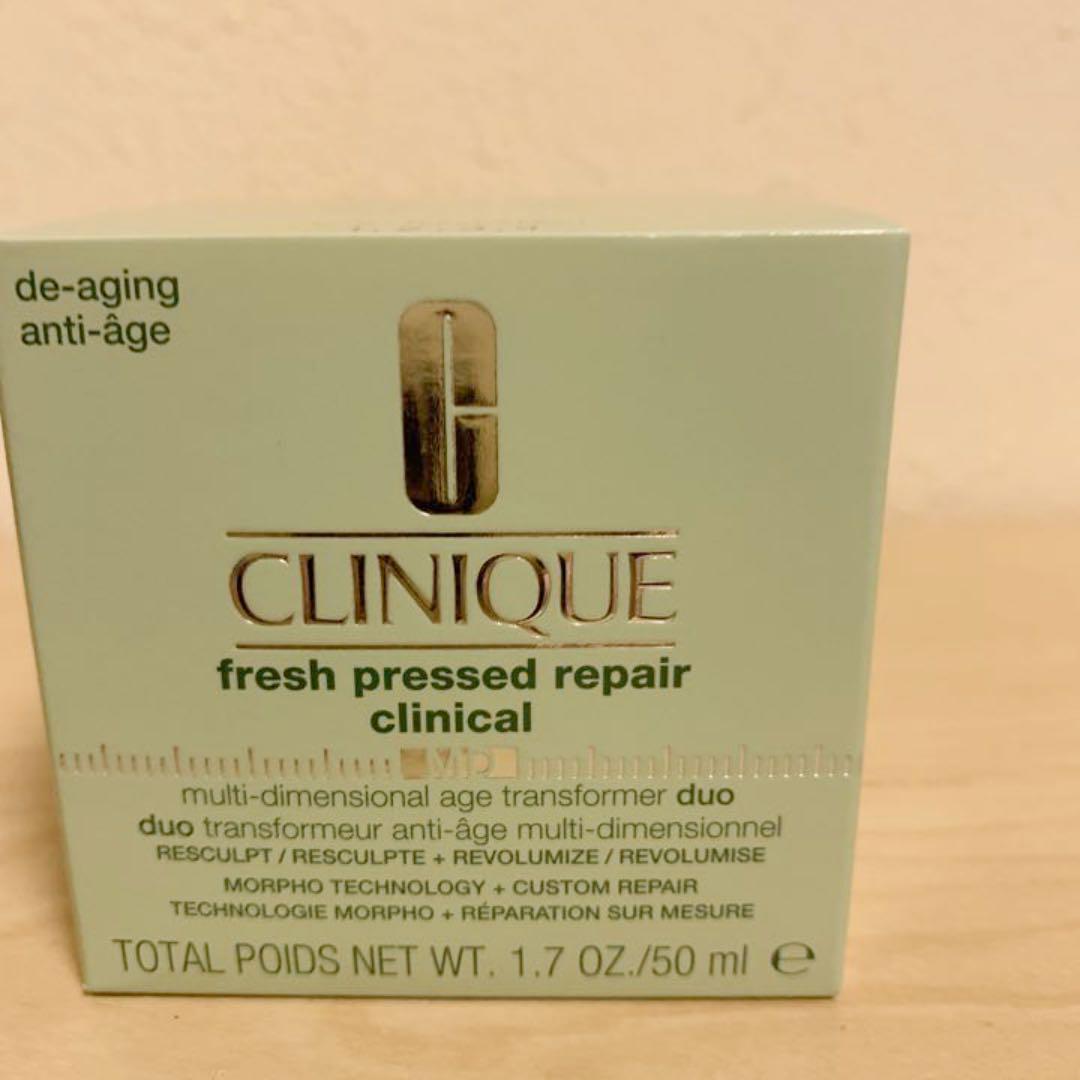 de-aging
anti-âge
CLINIQUE
fresh pressed repair
clinical
MD
multi-dimensional age transformer duo
duo transformeur anti-âge multi-dimensionnel
RESCULPT / RESCULPTE + REVOLUMIZE / REVOLUMISE
MORPHO TECHNOLOGY + CUSTOM REPAIR
TECHNOLOGIE MORPHO + RÉPARATION SUR MESURE
TOTAL POIDS NET WT. 1.7 OZ./50 ml ℮